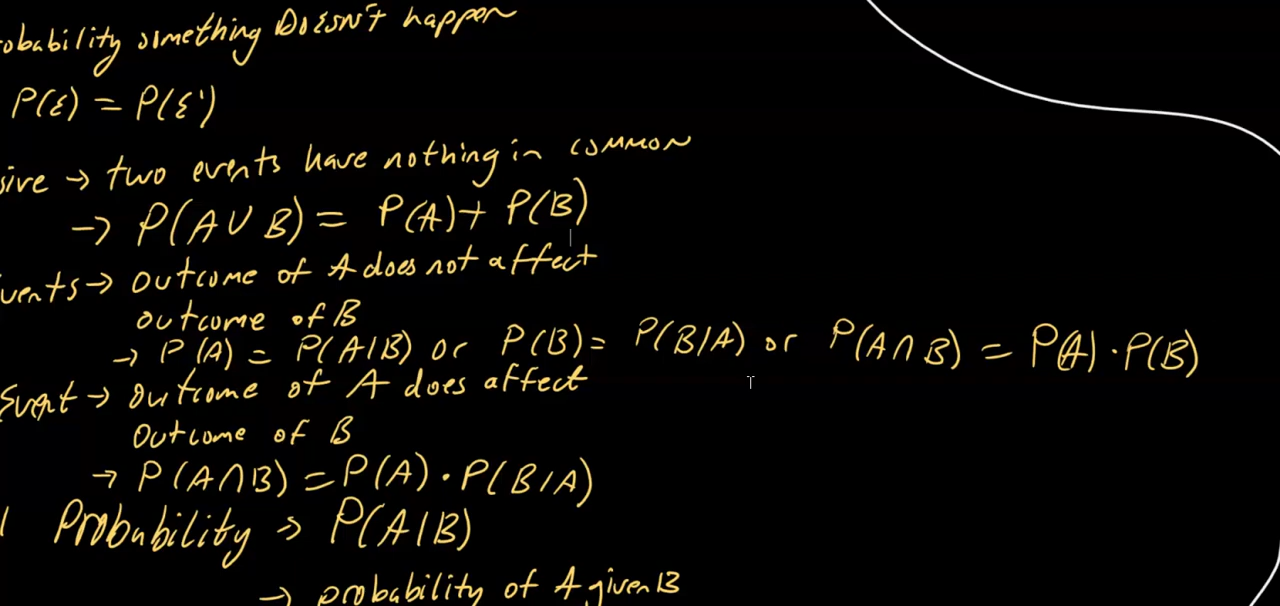 obability something Doesn't happen
P(E) = P(E')
sive → two events have nothing in common
→ P(A∪B) = P(A)+ P(B)
vents → outcome of A does not affect
outcome of B
→ P(A) = P(A|B) or P(B) = P(B|A) or P(A∩B) = P(A)·P(B)
Event → Outcome of A does affect
Outcome of B
→ P(A∩B) = P(A)·P(B|A)
l Probability → P(A|B)
→ probability of A given B